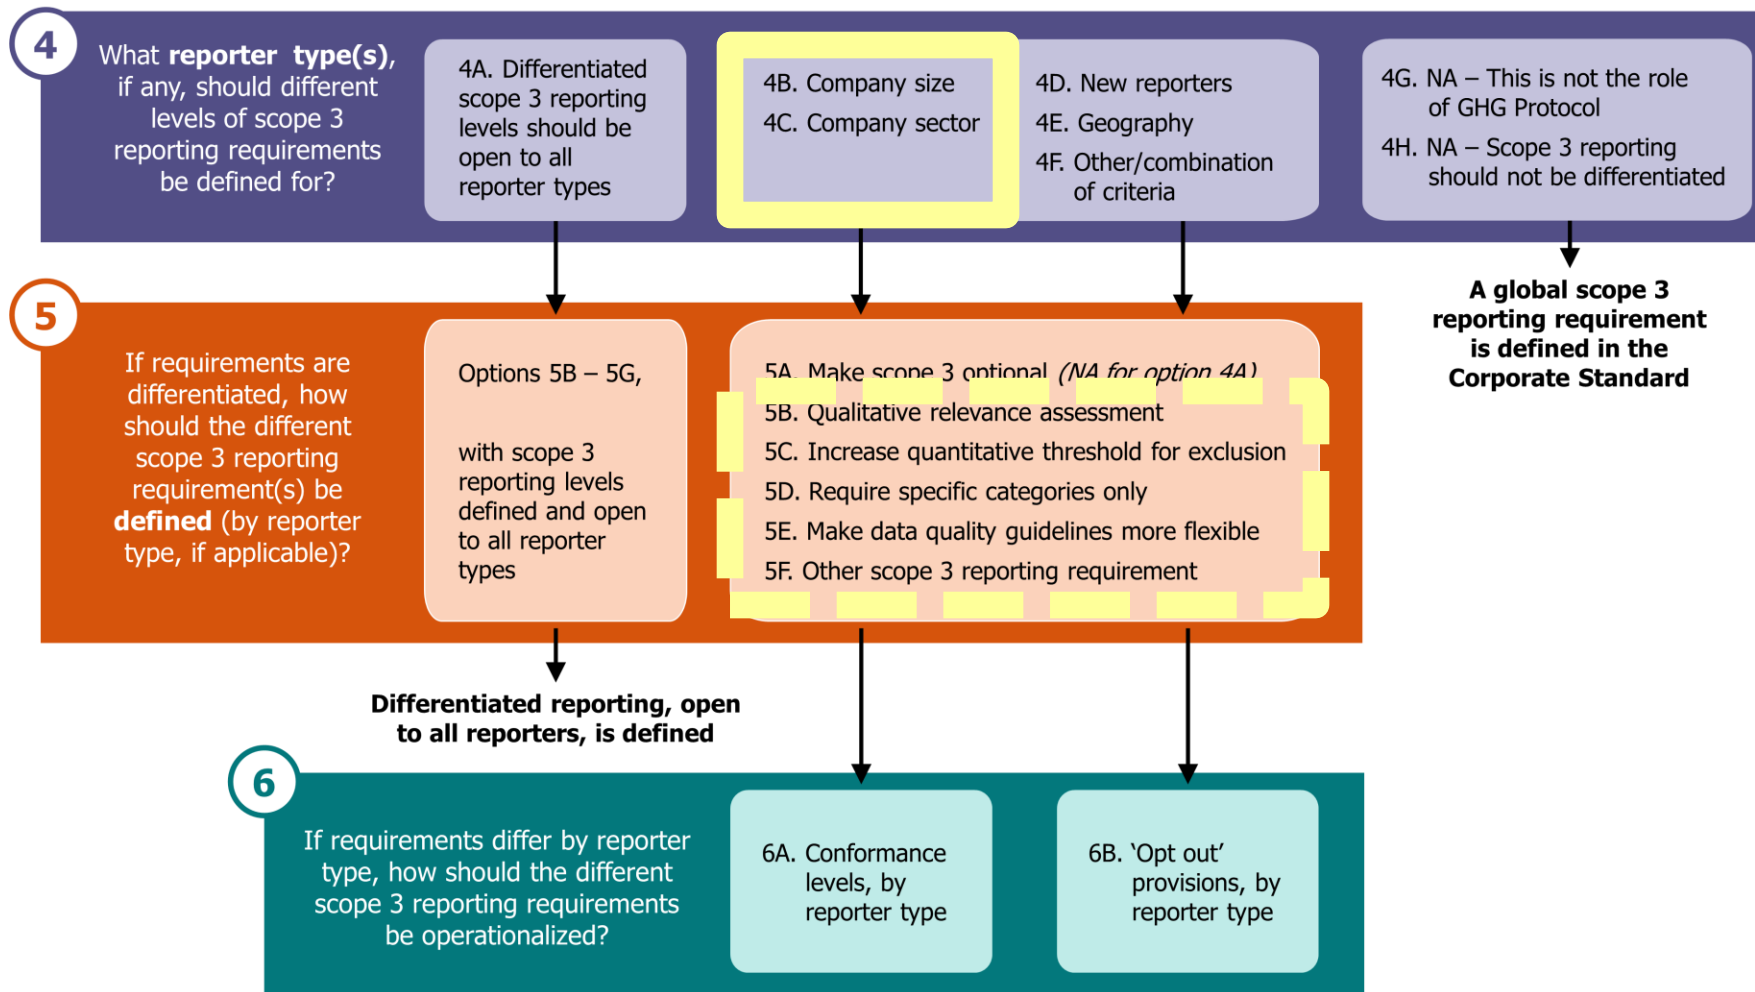 4
What reporter type(s),
if any, should different
levels of scope 3
reporting requirements
be defined for?
4A. Differentiated
scope 3 reporting
levels should be
open to all
reporter types
4B. Company size
4C. Company sector
4D. New reporters
4E. Geography
4F. Other/combination
of criteria
4G. NA – This is not the role
of GHG Protocol
4H. NA – Scope 3 reporting
should not be differentiated
A global scope 3
reporting requirement
is defined in the
Corporate Standard
5
If requirements are
differentiated, how
should the different
scope 3 reporting
requirement(s) be
defined (by reporter
type, if applicable)?
Options 5B – 5G,
with scope 3
reporting levels
defined and open
to all reporter
types
5A. Make scope 3 optional (NA for option 4A)
5B. Qualitative relevance assessment
5C. Increase quantitative threshold for exclusion
5D. Require specific categories only
5E. Make data quality guidelines more flexible
5F. Other scope 3 reporting requirement
Differentiated reporting, open
to all reporters, is defined
6
If requirements differ by reporter
type, how should the different
scope 3 reporting requirements
be operationalized?
6A. Conformance
levels, by
reporter type
6B. ‘Opt out’
provisions, by
reporter type